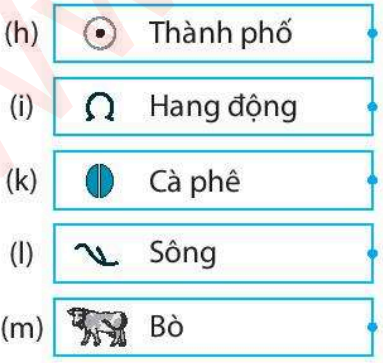 (h) Thành phố
(i) Hang động
(k) Cà phê
(l) Sông
(m) Bò